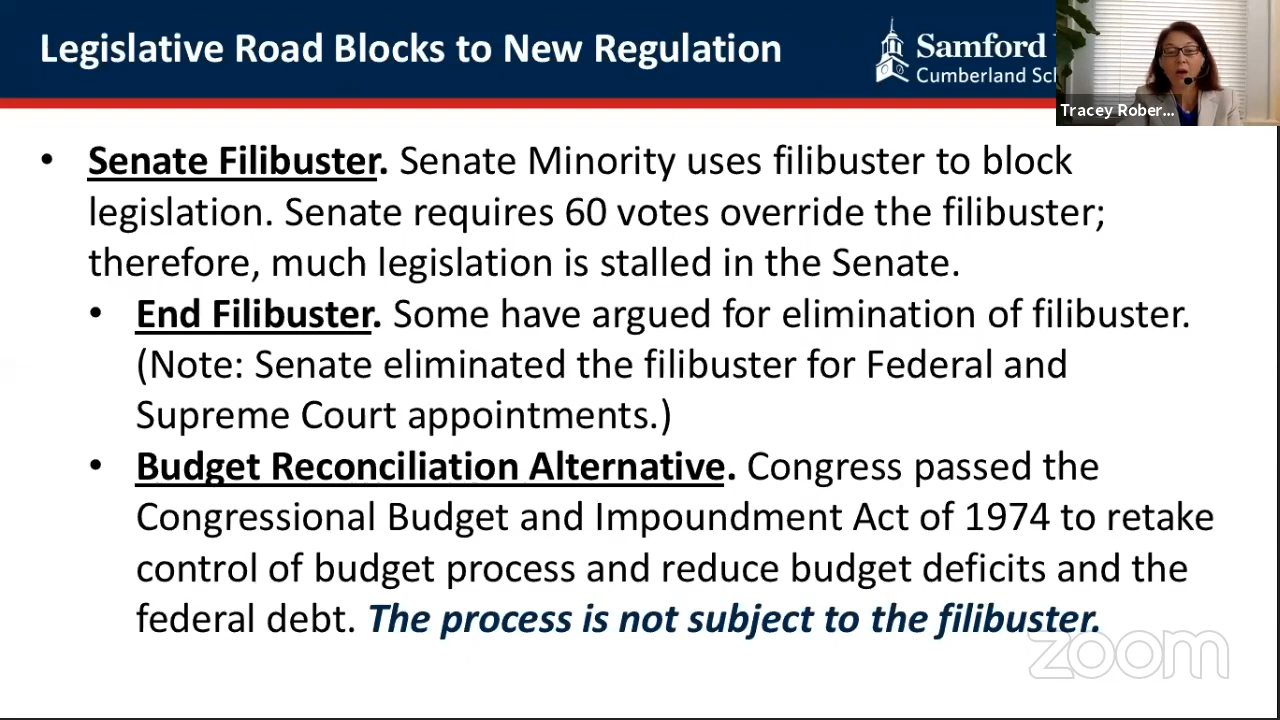 Legislative Road Blocks to New Regulation
Samford
Cumberland Sc
Tracey Rober...
• Senate Filibuster. Senate Minority uses filibuster to block
legislation. Senate requires 60 votes override the filibuster;
therefore, much legislation is stalled in the Senate.
• End Filibuster. Some have argued for elimination of filibuster.
(Note: Senate eliminated the filibuster for Federal and
Supreme Court appointments.)
• Budget Reconciliation Alternative. Congress passed the
Congressional Budget and Impoundment Act of 1974 to retake
control of budget process and reduce budget deficits and the
federal debt. The process is not subject to the filibuster.
zoom